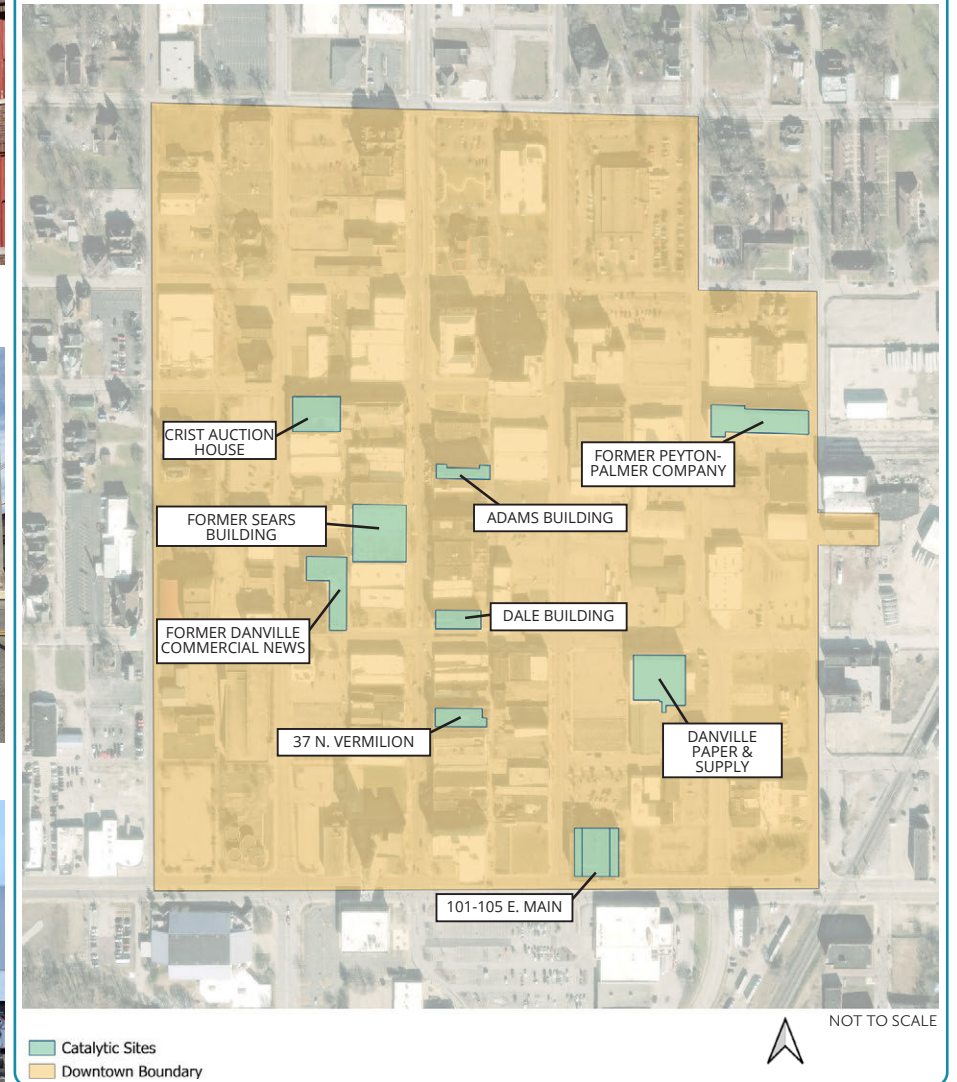 CRIST AUCTION
HOUSE
FORMER PEYTON-
PALMER COMPANY
FORMER SEARS
BUILDING
ADAMS BUILDING
FORMER DANVILLE
COMMERCIAL NEWS
DALE BUILDING
37 N. VERMILION
DANVILLE
PAPER &
SUPPLY
101-105 E. MAIN
NOT TO SCALE
Catalytic Sites
Downtown Boundary